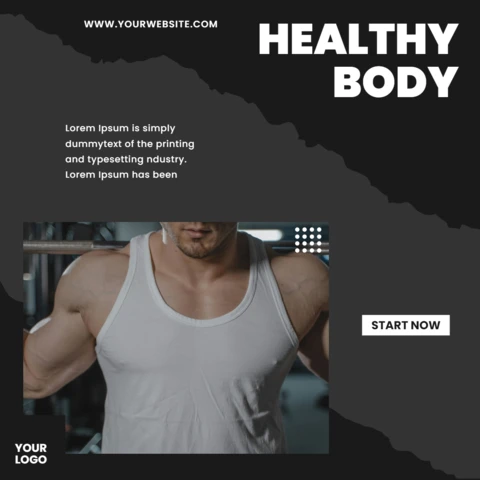 WWW.YOURWEBSITE.COM
HEALTHY
BODY
Lorem Ipsum is simply
dummytext of the printing
and typesetting ndustry.
Lorem Ipsum has been
START NOW
YOUR
LOGO